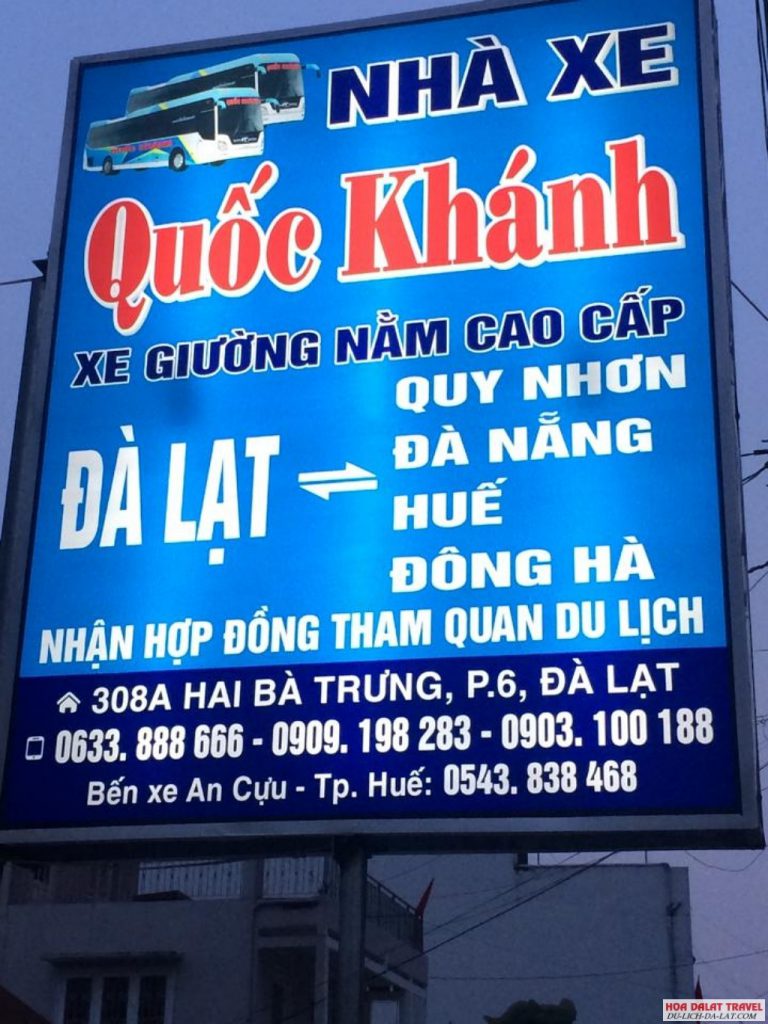 NHÀ XE
Quốc Khánh
XE GIƯỜNG NẰM CAO CẤP
ĐÀ LẠT ⇌
QUY NHƠN
ĐÀ NẴNG
HUẾ
ĐÔNG HÀ
NHẬN HỢP ĐỒNG THAM QUAN DU LỊCH
308A HAI BÀ TRƯNG, P.6, ĐÀ LẠT
0633. 888 666 - 0909. 198 283 - 0903. 100 188
Bến xe An Cựu - Tp. Huế: 0543. 838 468
HOA DALAT TRAVEL
DU-LICH-DA-LAT.COM